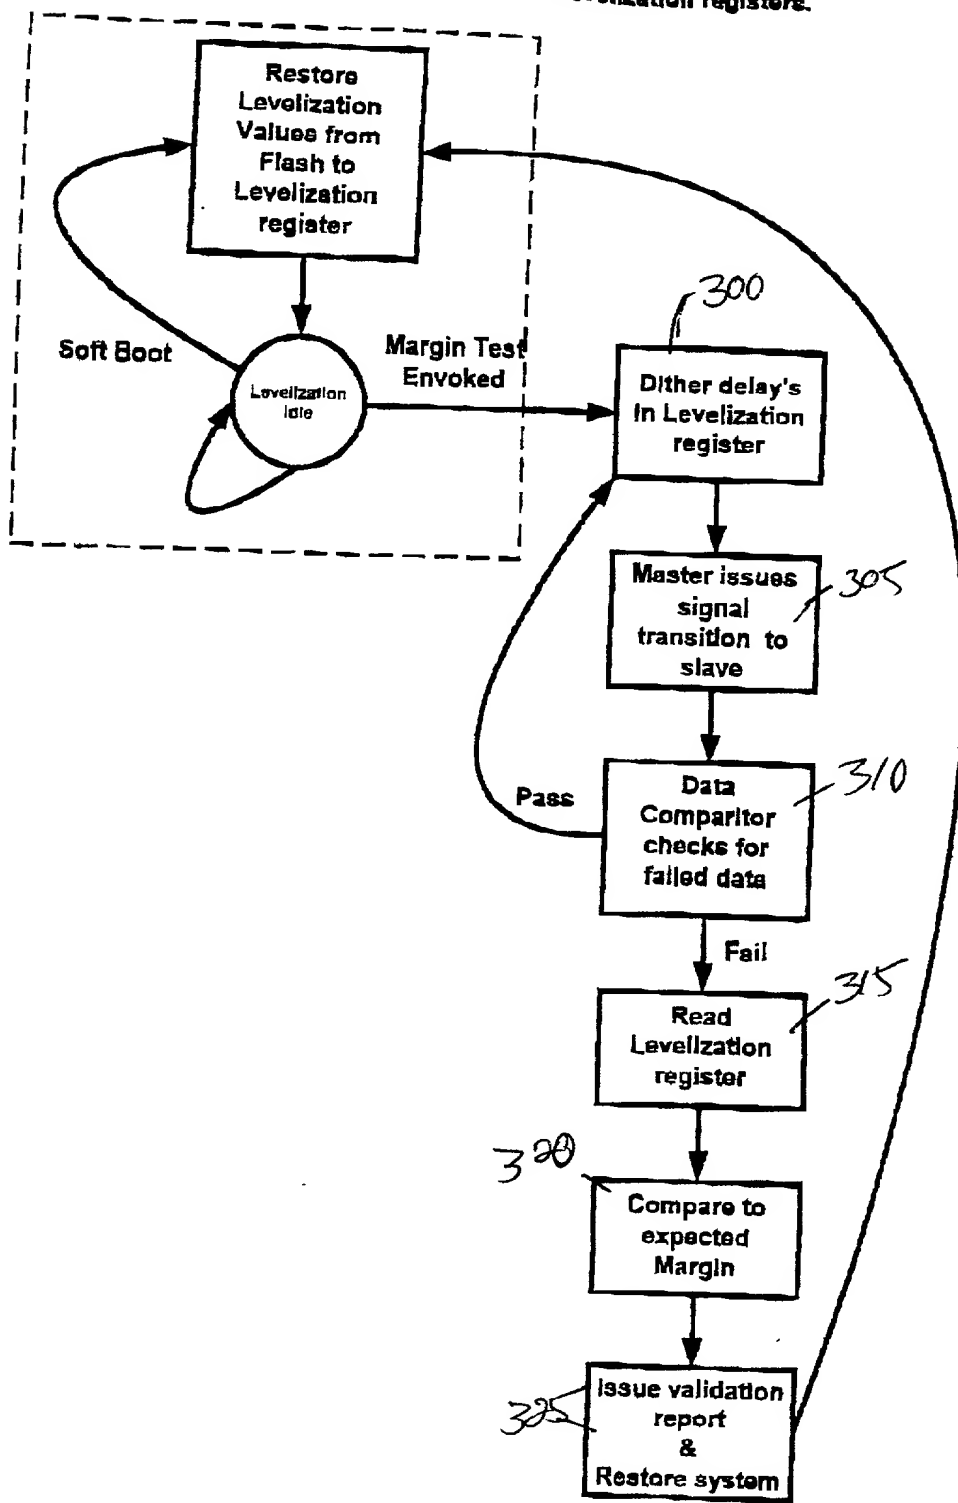 registers.
Restore
Levelization
Values from
Flash to
Levelization
register
300
Soft Boot
Margin Test
Envoked
Levelization
Idle
Dither delay's
in Levelization
register
Master issues
signal
transition to
slave
305
Pass
Data
Comparitor
checks for
failed data
310
Fail
Read
Levelization
register
315
320
Compare to
expected
Margin
325
Issue validation
report
&
Restore system